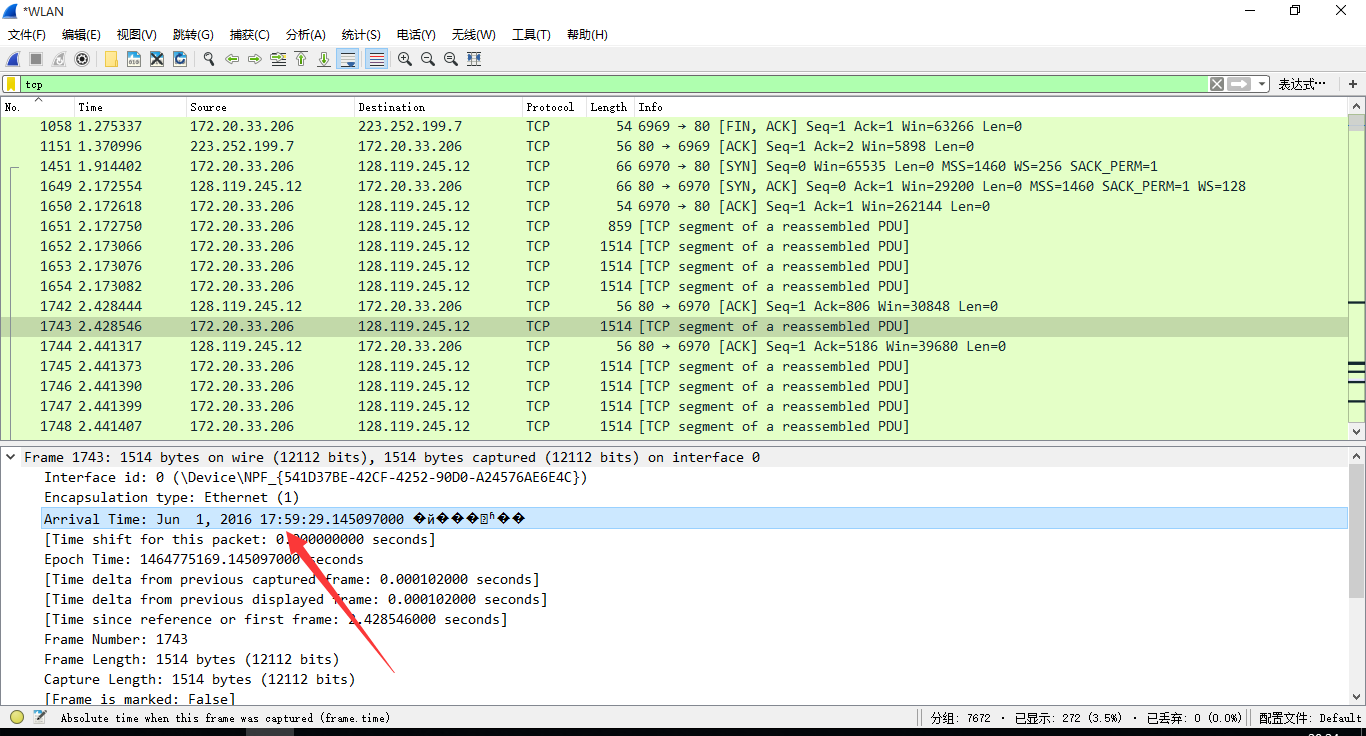 *WLAN
文件(F) 编辑(E) 视图(V) 跳转(G) 捕获(C) 分析(A) 统计(S) 电话(Y) 无线(W) 工具(T) 帮助(H)
tcp 表达式… +
No. Time Source Destination Protocol Length Info
1058 1.275337 172.20.33.206 223.252.199.7 TCP 54 6969 → 80 [FIN, ACK] Seq=1 Ack=1 Win=63266 Len=0
1151 1.370996 223.252.199.7 172.20.33.206 TCP 56 80 → 6969 [ACK] Seq=1 Ack=2 Win=5898 Len=0
1451 1.914402 172.20.33.206 128.119.245.12 TCP 66 6970 → 80 [SYN] Seq=0 Win=65535 Len=0 MSS=1460 WS=256 SACK_PERM=1
1649 2.172554 128.119.245.12 172.20.33.206 TCP 66 80 → 6970 [SYN, ACK] Seq=0 Ack=1 Win=29200 Len=0 MSS=1460 SACK_PERM=1 WS=128
1650 2.172618 172.20.33.206 128.119.245.12 TCP 54 6970 → 80 [ACK] Seq=1 Ack=1 Win=262144 Len=0
1651 2.172750 172.20.33.206 128.119.245.12 TCP 859 [TCP segment of a reassembled PDU]
1652 2.173066 172.20.33.206 128.119.245.12 TCP 1514 [TCP segment of a reassembled PDU]
1653 2.173076 172.20.33.206 128.119.245.12 TCP 1514 [TCP segment of a reassembled PDU]
1654 2.173082 172.20.33.206 128.119.245.12 TCP 1514 [TCP segment of a reassembled PDU]
1742 2.428444 128.119.245.12 172.20.33.206 TCP 56 80 → 6970 [ACK] Seq=1 Ack=806 Win=30848 Len=0
1743 2.428546 172.20.33.206 128.119.245.12 TCP 1514 [TCP segment of a reassembled PDU]
1744 2.441317 128.119.245.12 172.20.33.206 TCP 56 80 → 6970 [ACK] Seq=1 Ack=5186 Win=39680 Len=0
1745 2.441373 172.20.33.206 128.119.245.12 TCP 1514 [TCP segment of a reassembled PDU]
1746 2.441390 172.20.33.206 128.119.245.12 TCP 1514 [TCP segment of a reassembled PDU]
1747 2.441399 172.20.33.206 128.119.245.12 TCP 1514 [TCP segment of a reassembled PDU]
1748 2.441407 172.20.33.206 128.119.245.12 TCP 1514 [TCP segment of a reassembled PDU]
Frame 1743: 1514 bytes on wire (12112 bits), 1514 bytes captured (12112 bits) on interface 0
Interface id: 0 (\Device\NPF_{541D37BE-42CF-4252-90D0-A24576AE6E4C})
Encapsulation type: Ethernet (1)
Arrival Time: Jun  1, 2016 17:59:29.145097000
[Time shift for this packet: 0.000000000 seconds]
Epoch Time: 1464775169.145097000 seconds
[Time delta from previous captured frame: 0.000102000 seconds]
[Time delta from previous displayed frame: 0.000102000 seconds]
[Time since reference or first frame: 2.428546000 seconds]
Frame Number: 1743
Frame Length: 1514 bytes (12112 bits)
Capture Length: 1514 bytes (12112 bits)
[Frame is marked: False]
Absolute time when this frame was captured (frame.time) 分组: 7672 · 已显示: 272 (3.5%) · 已丢弃: 0 (0.0%) 配置文件: Default